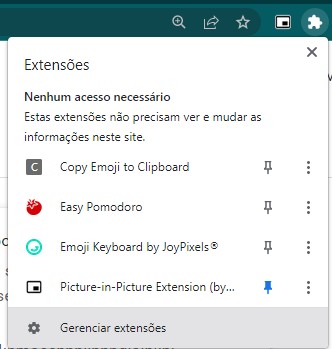 Extensões
Nenhum acesso necessário
Estas extensões não precisam ver e mudar as
informações neste site.
C Copy Emoji to Clipboard
Easy Pomodoro
Emoji Keyboard by JoyPixels®
Picture-in-Picture Extension (by...
Gerenciar extensões